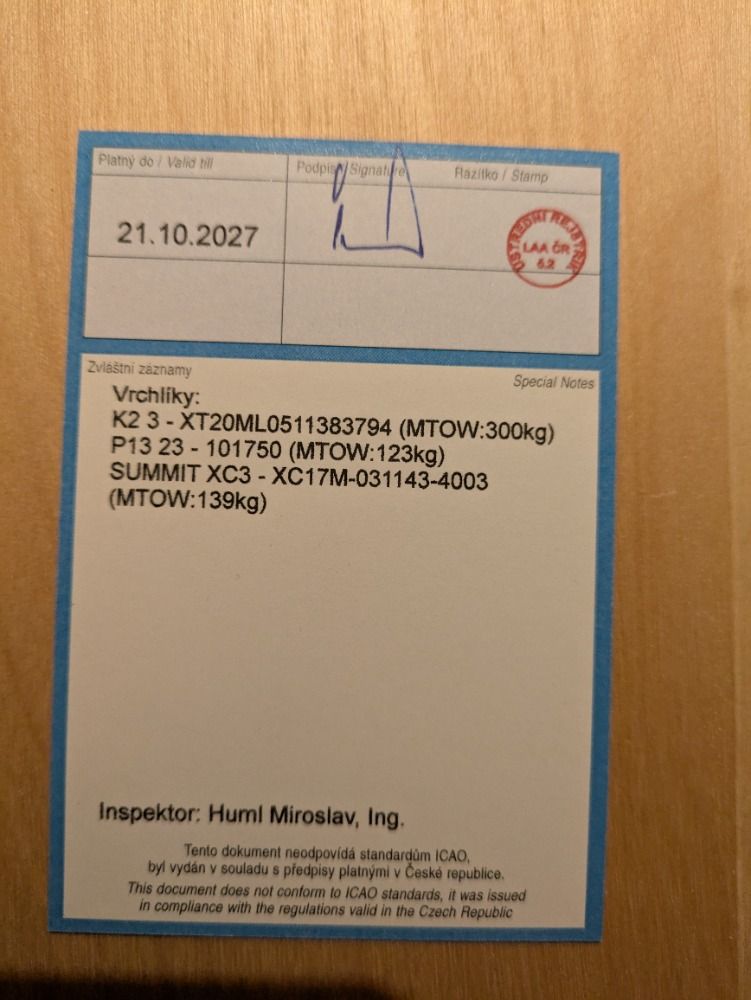 Platný do / Valid till
Podpis / Signature
Razítko / Stamp
21.10.2027
ÚSTŘEDNÍ REJSTŘÍK
LAA ČR
č.2
Zvláštní záznamy
Special Notes
Vrchlíky:
K2 3 - XT20ML0511383794 (MTOW:300kg)
P13 23 - 101750 (MTOW:123kg)
SUMMIT XC3 - XC17M-031143-4003
(MTOW:139kg)
Inspektor: Huml Miroslav, Ing.
Tento dokument neodpovídá standardům ICAO,
byl vydán v souladu s předpisy platnými v České republice.
This document does not conform to ICAO standards, it was issued
in compliance with the regulations valid in the Czech Republic